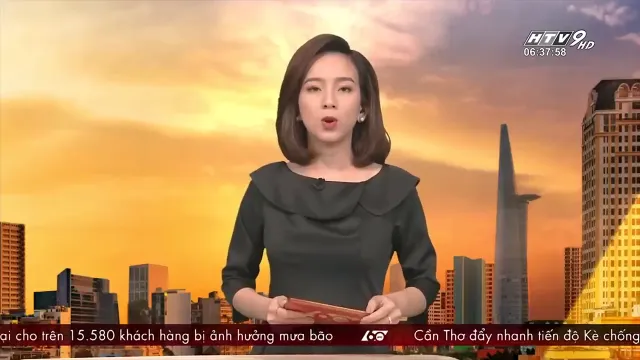 HTV9 HD
06:37:58
ại cho trên 15.580 khách hàng bị ảnh hưởng mưa bão
60
Cần Thơ đẩy nhanh tiến độ Kè chống